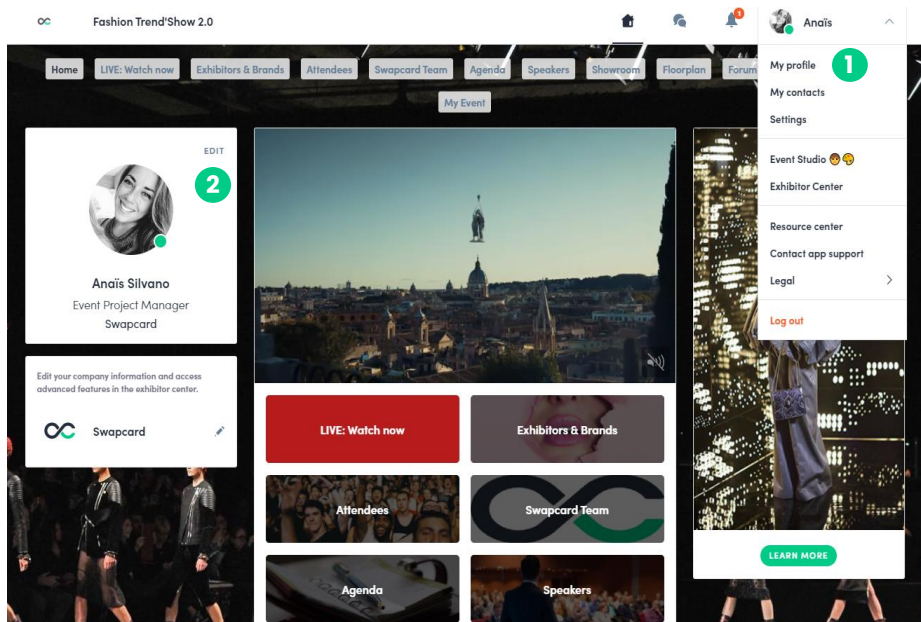 Fashion Trend'Show 2.0
1
Anaïs
Home
LIVE: Watch now
Exhibitors & Brands
Attendees
Swapcard Team
Agenda
Speakers
Showroom
Floorplan
Forum
My Event
My profile
1
My contacts
Settings
Event Studio
Exhibitor Center
Resource center
Contact app support
Legal
Log out
EDIT
2
Anaïs Silvano
Event Project Manager
Swapcard
Edit your company information and access
advanced features in the exhibitor center.
Swapcard
LIVE: Watch now
Exhibitors & Brands
Attendees
Swapcard Team
Agenda
Speakers
LEARN MORE